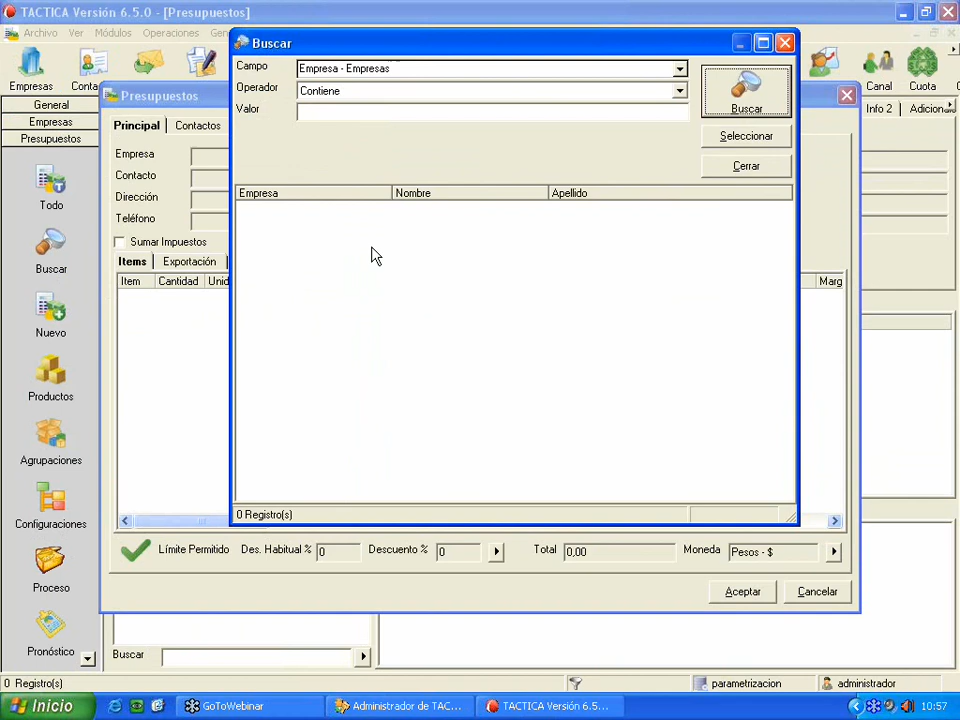 TACTICA Versión 6.5.0 - [Presupuestos]
Archivo Ver Módulos Operaciones
Empresas
Canal Cuota
General
Empresas
Presupuestos
Todo
Buscar
Nuevo
Productos
Agrupaciones
Configuraciones
Proceso
Pronóstico
Presupuestos
Principal Contactos
Info 2
Empresa
Contacto
Dirección
Teléfono
Sumar Impuestos
Items Exportación
Item Cantidad
Buscar
Campo Empresa - Empresas
Operador Contiene
Valor
Buscar
Seleccionar
Cerrar
Empresa Nombre Apellido
0 Registro(s)
Límite Permitido Des. Habitual % 0 Descuento % 0 Total 0,00 Moneda Pesos - $
Aceptar Cancelar
Buscar
0 Registro(s) parametrizacion administrador
Inicio GoToWebinar Administrador de TAC... TACTICA Versión 6.5... 10:57